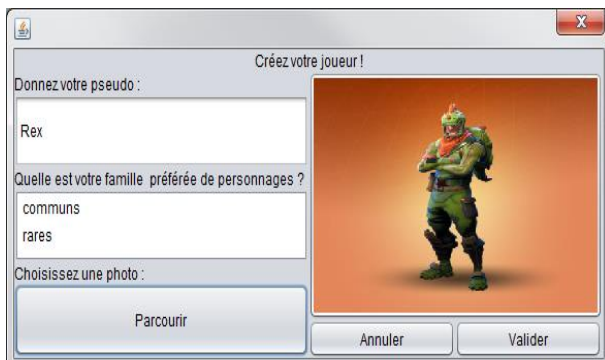 Créez votre joueur !
Donnez votre pseudo :
Rex
Quelle est votre famille préférée de personnages ?
communs
rares
Choisissez une photo :
Parcourir
Annuler
Valider